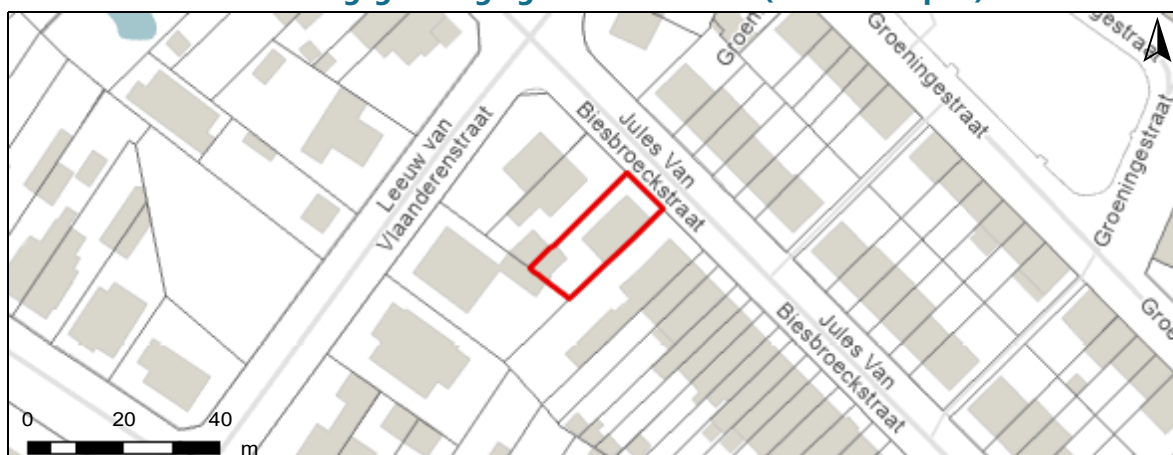 Groeningestraat
Groeningestraat
Leeuw van
Vlaanderenstraat
Jules Van
Biesbroeckstraat
Jules Van
Biesbroeckstraat
0 20 40
m